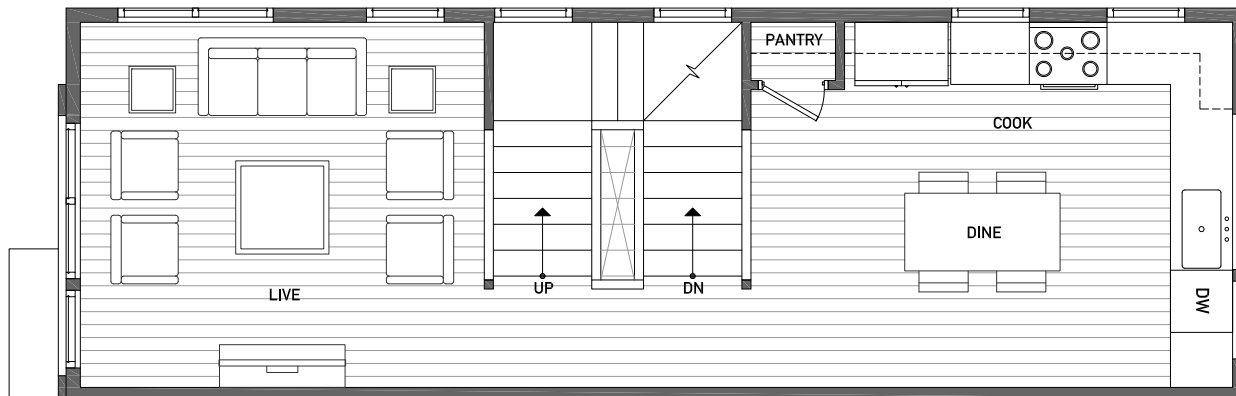 PANTRY
COOK
DINE
LIVE
UP
DN
DW